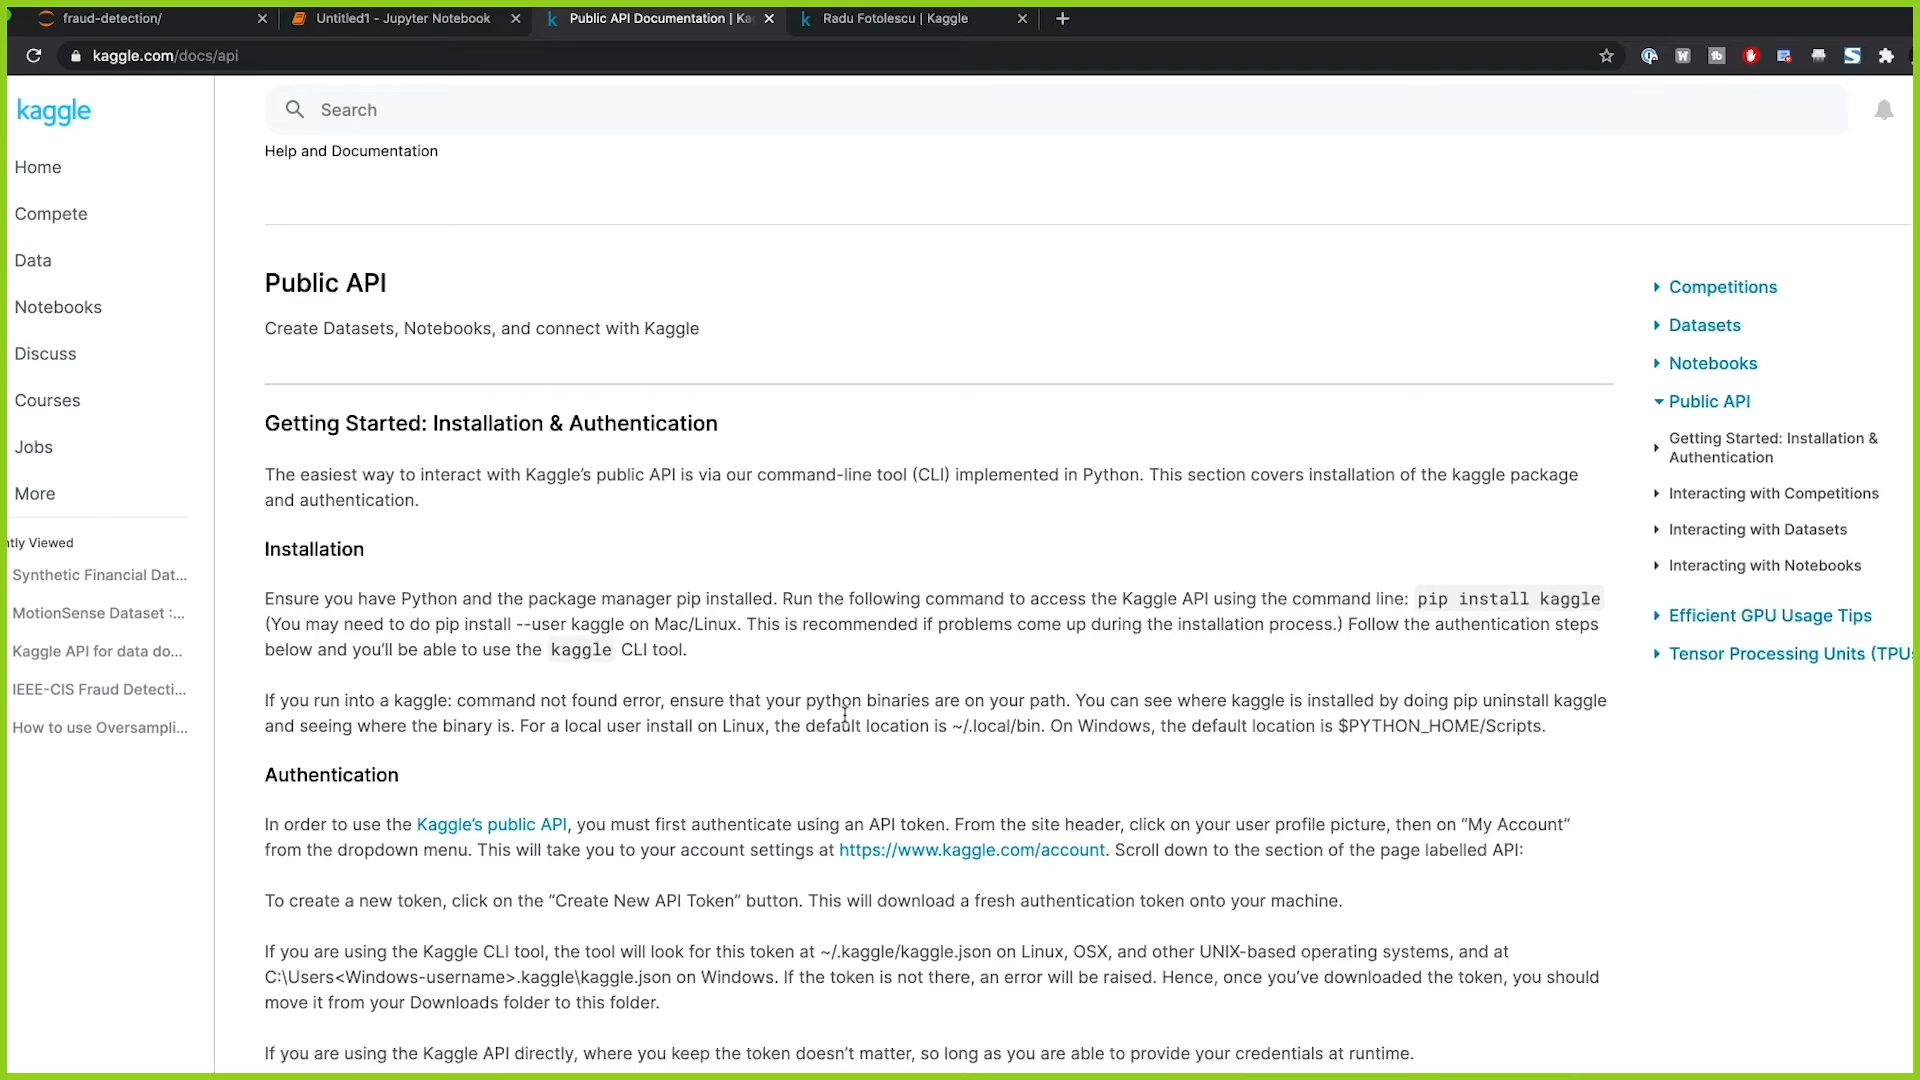 fraud-detection/
Untitled1 - Jupyter Notebook
Public API Documentation | Ka
Radu Fotolescu | Kaggle
kaggle.com/docs/api
kaggle
Search
Help and Documentation
Home
Compete
Data
Notebooks
Discuss
Courses
Jobs
More
ntly Viewed
Synthetic Financial Dat...
MotionSense Dataset :...
Kaggle API for data do...
IEEE-CIS Fraud Detecti...
How to use Oversampli...
Public API
Create Datasets, Notebooks, and connect with Kaggle
Getting Started: Installation & Authentication
The easiest way to interact with Kaggle’s public API is via our command-line tool (CLI) implemented in Python. This section covers installation of the kaggle package
and authentication.
Installation
Ensure you have Python and the package manager pip installed. Run the following command to access the Kaggle API using the command line: pip install kaggle
(You may need to do pip install --user kaggle on Mac/Linux. This is recommended if problems come up during the installation process.) Follow the authentication steps
below and you’ll be able to use the kaggle CLI tool.
If you run into a kaggle: command not found error, ensure that your python binaries are on your path. You can see where kaggle is installed by doing pip uninstall kaggle
and seeing where the binary is. For a local user install on Linux, the default location is ~/.local/bin. On Windows, the default location is $PYTHON_HOME/Scripts.
Authentication
In order to use the Kaggle’s public API, you must first authenticate using an API token. From the site header, click on your user profile picture, then on “My Account”
from the dropdown menu. This will take you to your account settings at https://www.kaggle.com/account. Scroll down to the section of the page labelled API:
To create a new token, click on the “Create New API Token” button. This will download a fresh authentication token onto your machine.
If you are using the Kaggle CLI tool, the tool will look for this token at ~/.kaggle/kaggle.json on Linux, OSX, and other UNIX-based operating systems, and at
C:\Users<Windows-username>.kaggle\kaggle.json on Windows. If the token is not there, an error will be raised. Hence, once you’ve downloaded the token, you should
move it from your Downloads folder to this folder.
If you are using the Kaggle API directly, where you keep the token doesn’t matter, so long as you are able to provide your credentials at runtime.
Competitions
Datasets
Notebooks
Public API
Getting Started: Installation &
Authentication
Interacting with Competitions
Interacting with Datasets
Interacting with Notebooks
Efficient GPU Usage Tips
Tensor Processing Units (TPUs